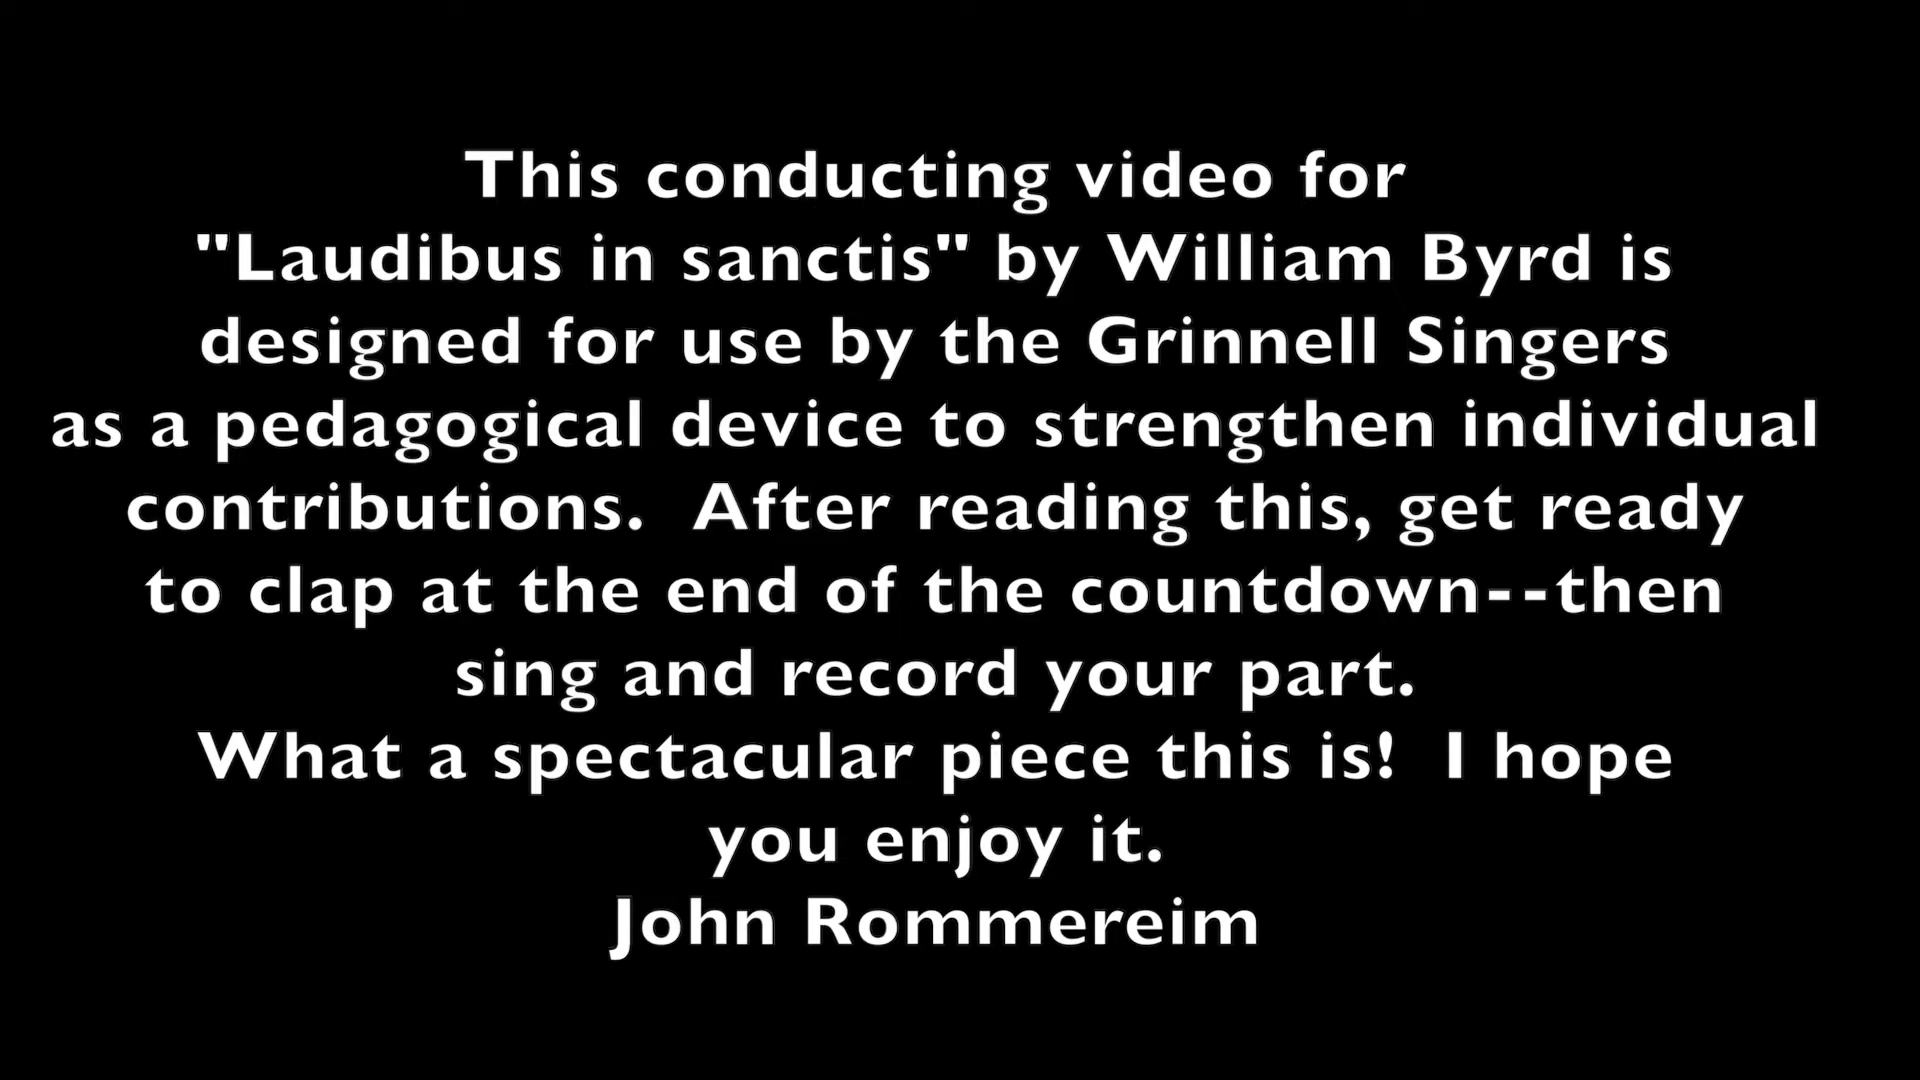 This conducting video for
"Laudibus in sanctis" by William Byrd is
designed for use by the Grinnell Singers
as a pedagogical device to strengthen individual
contributions.  After reading this, get ready
to clap at the end of the countdown--then
sing and record your part.
What a spectacular piece this is!  I hope
you enjoy it.
John Rommereim